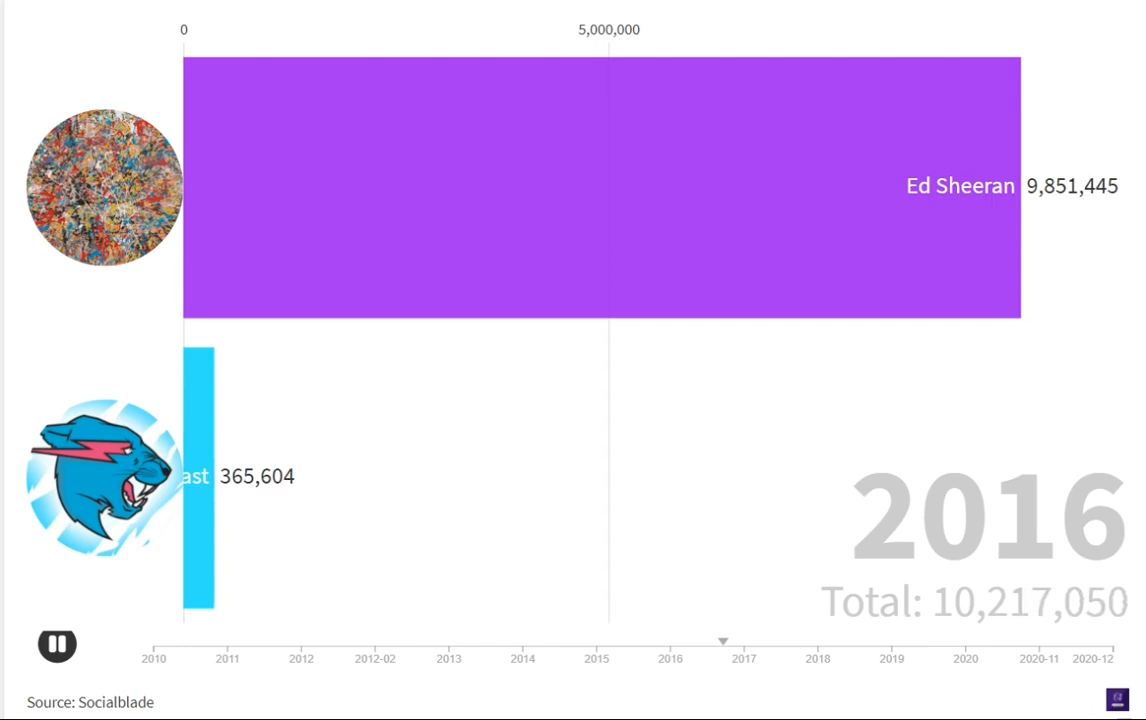 0 5,000,000
Ed Sheeran 9,851,445
ast 365,604
2016
Total: 10,217,050
2010 2011 2012 2012-02 2013 2014 2015 2016 2017 2018 2019 2020 2020-11 2020-12
Source: Socialblade